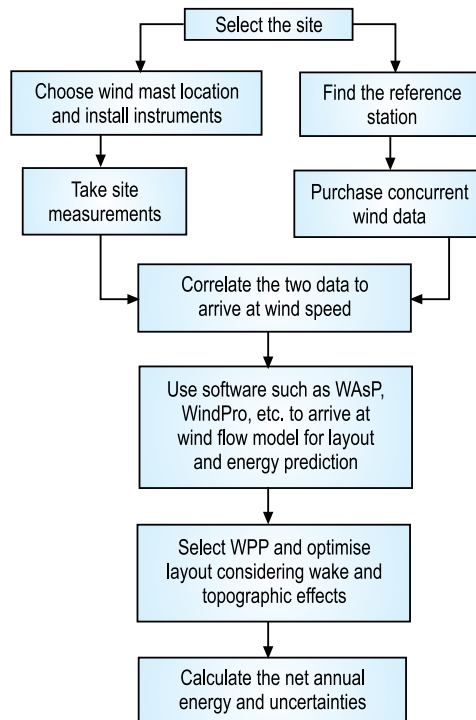 Select the site
Choose wind mast location
and install instruments
Find the reference
station
Take site
measurements
Purchase concurrent
wind data
Correlate the two data to
arrive at wind speed
Use software such as WAsP,
WindPro, etc. to arrive at
wind flow model for layout
and energy prediction
Select WPP and optimise
layout considering wake and
topographic effects
Calculate the net annual
energy and uncertainties